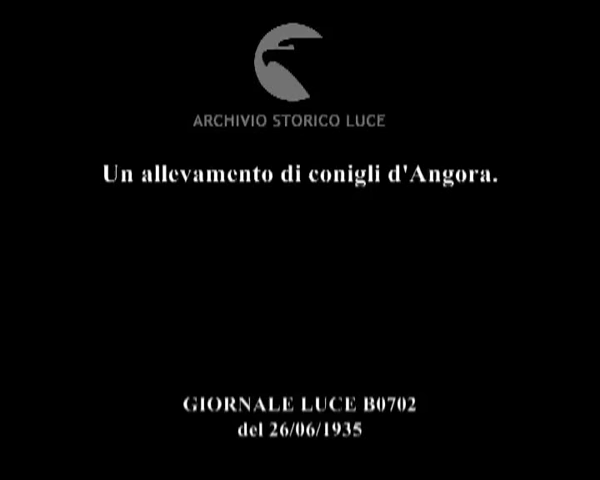 ARCHIVIO STORICO LUCE
Un allevamento di conigli d'Angora.
GIORNALE LUCE B0702
del 26/06/1935